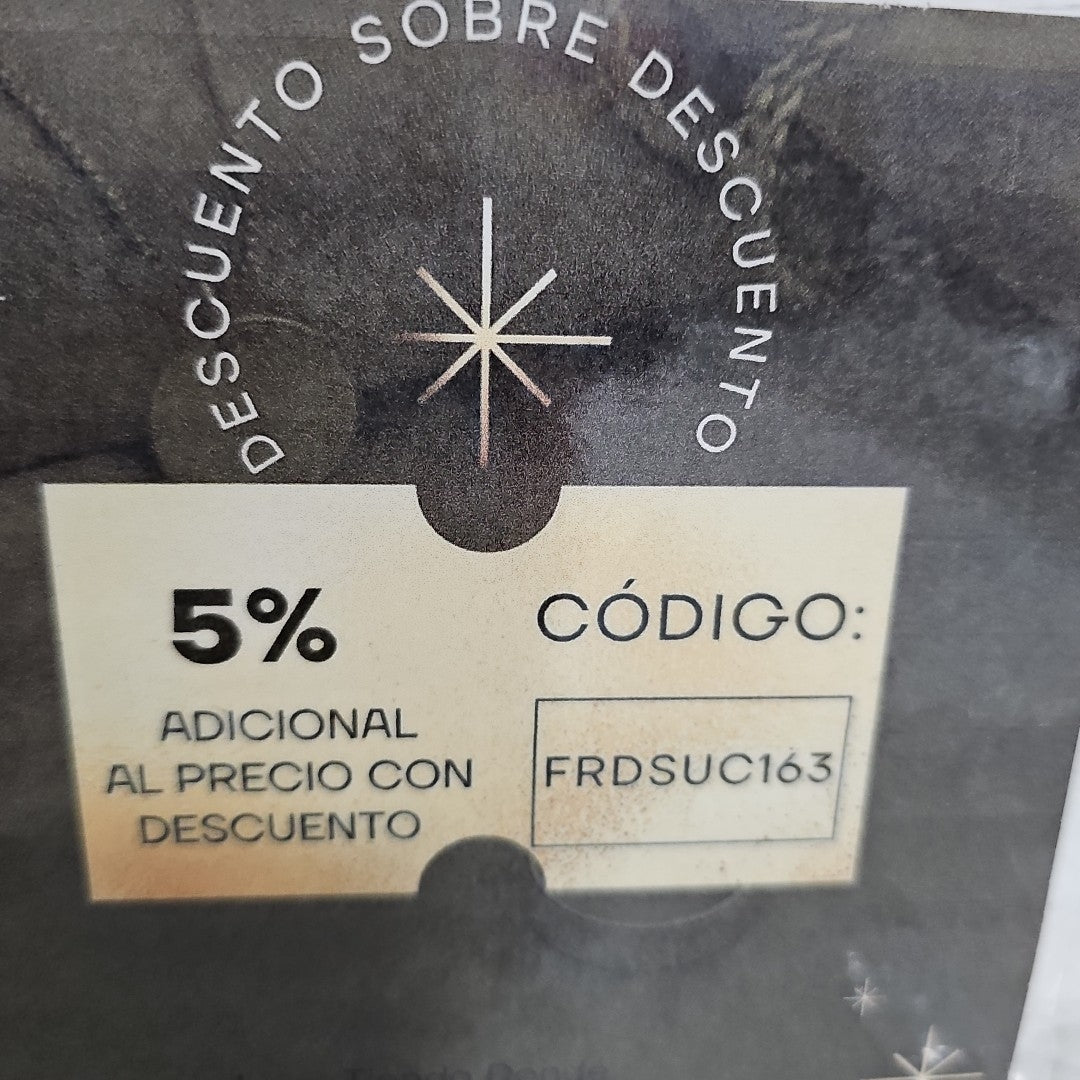 DESCUENTO SOBRE DESCUENTO
5%
ADICIONAL
AL PRECIO CON
DESCUENTO
CÓDIGO:
FRDSUC163